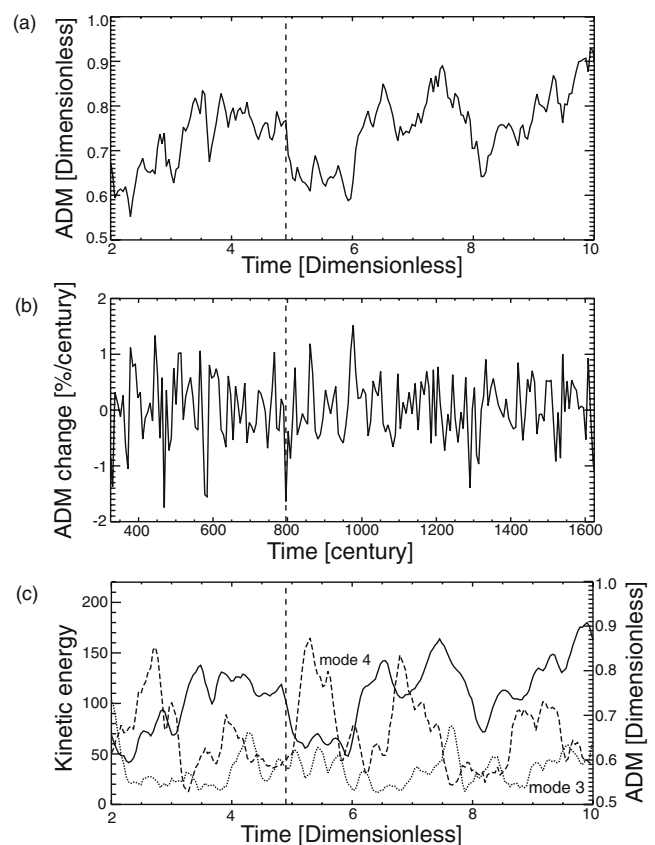 (a)
1.0
0.9
0.8
0.7
0.6
0.5
ADM [Dimensionless]
2 4 6 8 10
Time [Dimensionless]
(b)
2
1
0
-1
-2
ADM change [%/century]
400 600 800 1000 1200 1400 1600
Time [century]
(c)
200
150
100
50
0
Kinetic energy
mode 4
mode 3
1.0
0.9
0.8
0.7
0.6
0.5
ADM [Dimensionless]
2 4 6 8 10
Time [Dimensionless]